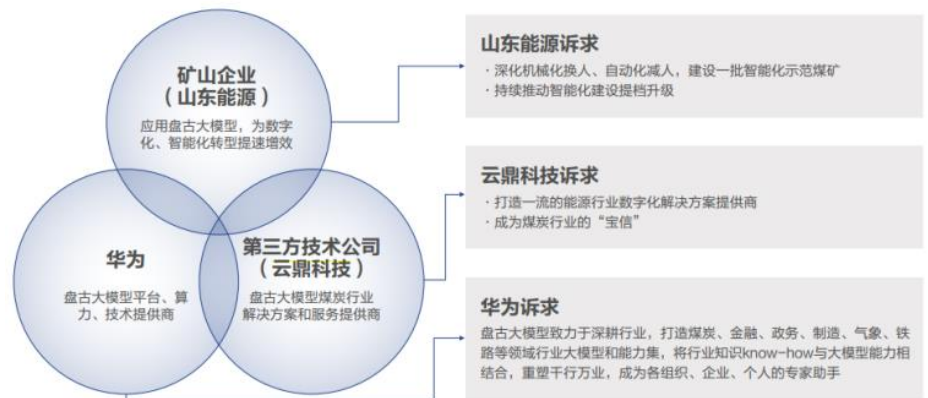 矿山企业
（山东能源）
应用盘古大模型，为数字
化、智能化转型提速增效
华为
盘古大模型平台、算
力、技术提供商
第三方技术公司
（云鼎科技）
盘古大模型煤炭行业
解决方案和服务提供商
山东能源诉求
·深化机械化换人、自动化减人，建设一批智能化示范煤矿
·持续推动智能化建设提档升级
云鼎科技诉求
·打造一流的能源行业数字化解决方案提供商
·成为煤炭行业的“宝信”
华为诉求
盘古大模型致力于深耕行业，打造煤炭、金融、政务、制造、气象、铁
路等领域行业大模型和能力集，将行业知识know-how与大模型能力相
结合，重塑千行万业，成为各组织、企业、个人的专家助手